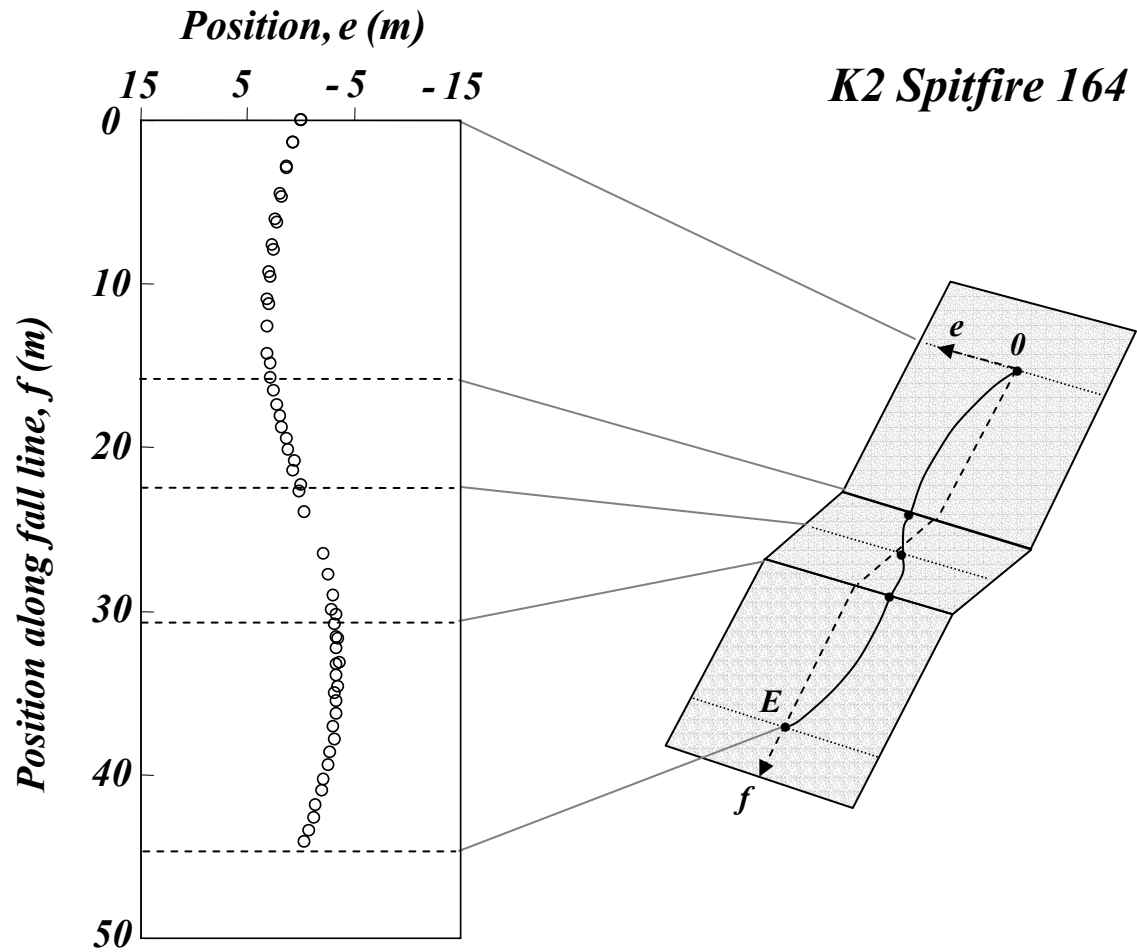 Position, e (m)
15 5 - 5 - 15
K2 Spitfire 164
0
10
20
30
40
50
Position along fall line, f (m)
e
0
E
f